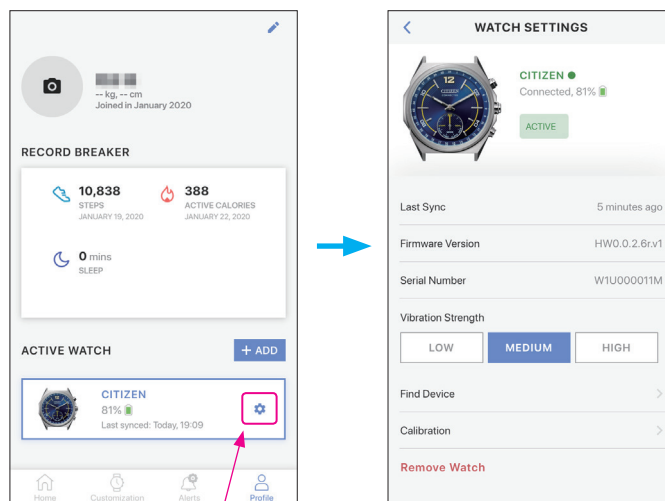 -- kg, -- cm
Joined in January 2020
RECORD BREAKER
10,838
STEPS
JANUARY 19, 2020
388
ACTIVE CALORIES
JANUARY 22, 2020
0 mins
SLEEP
ACTIVE WATCH
+ ADD
CITIZEN
81%
Last synced: Today, 19:09
Home
Customization
Alerts
Profile
WATCH SETTINGS
12
CITIZEN
CITIZEN
Connected, 81%
ACTIVE
Last Sync 5 minutes ago
Firmware Version HW0.0.2.6r.v1
Serial Number W1U000011M
Vibration Strength
LOW MEDIUM HIGH
Find Device
Calibration
Remove Watch